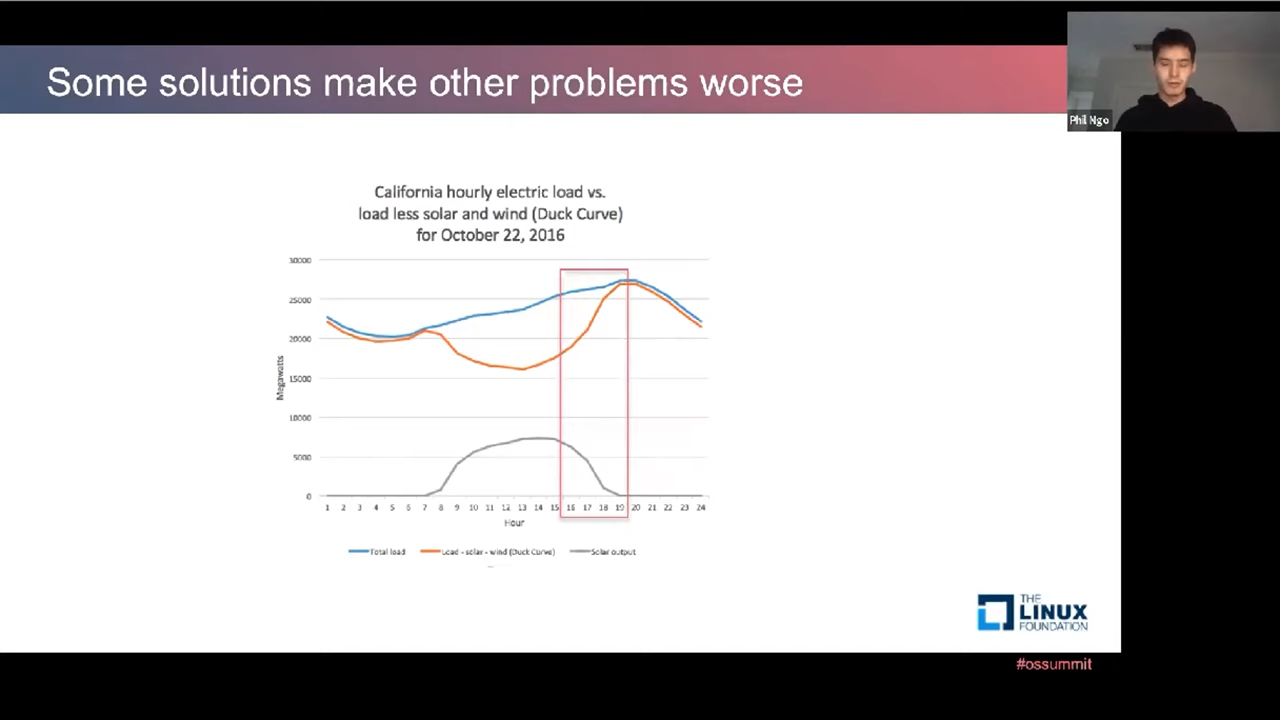 Some solutions make other problems worse
Phil Ngo
California hourly electric load vs.
load less solar and wind (Duck Curve)
for October 22, 2016
30000
25000
20000
15000
10000
5000
0
Megawatts
1 2 3 4 5 6 7 8 9 10 11 12 13 14 15 16 17 18 19 20 21 22 23 24
Hour
Total load Load - solar - wind (Duck Curve) Solar output
THE
LINUX
FOUNDATION
#ossummit